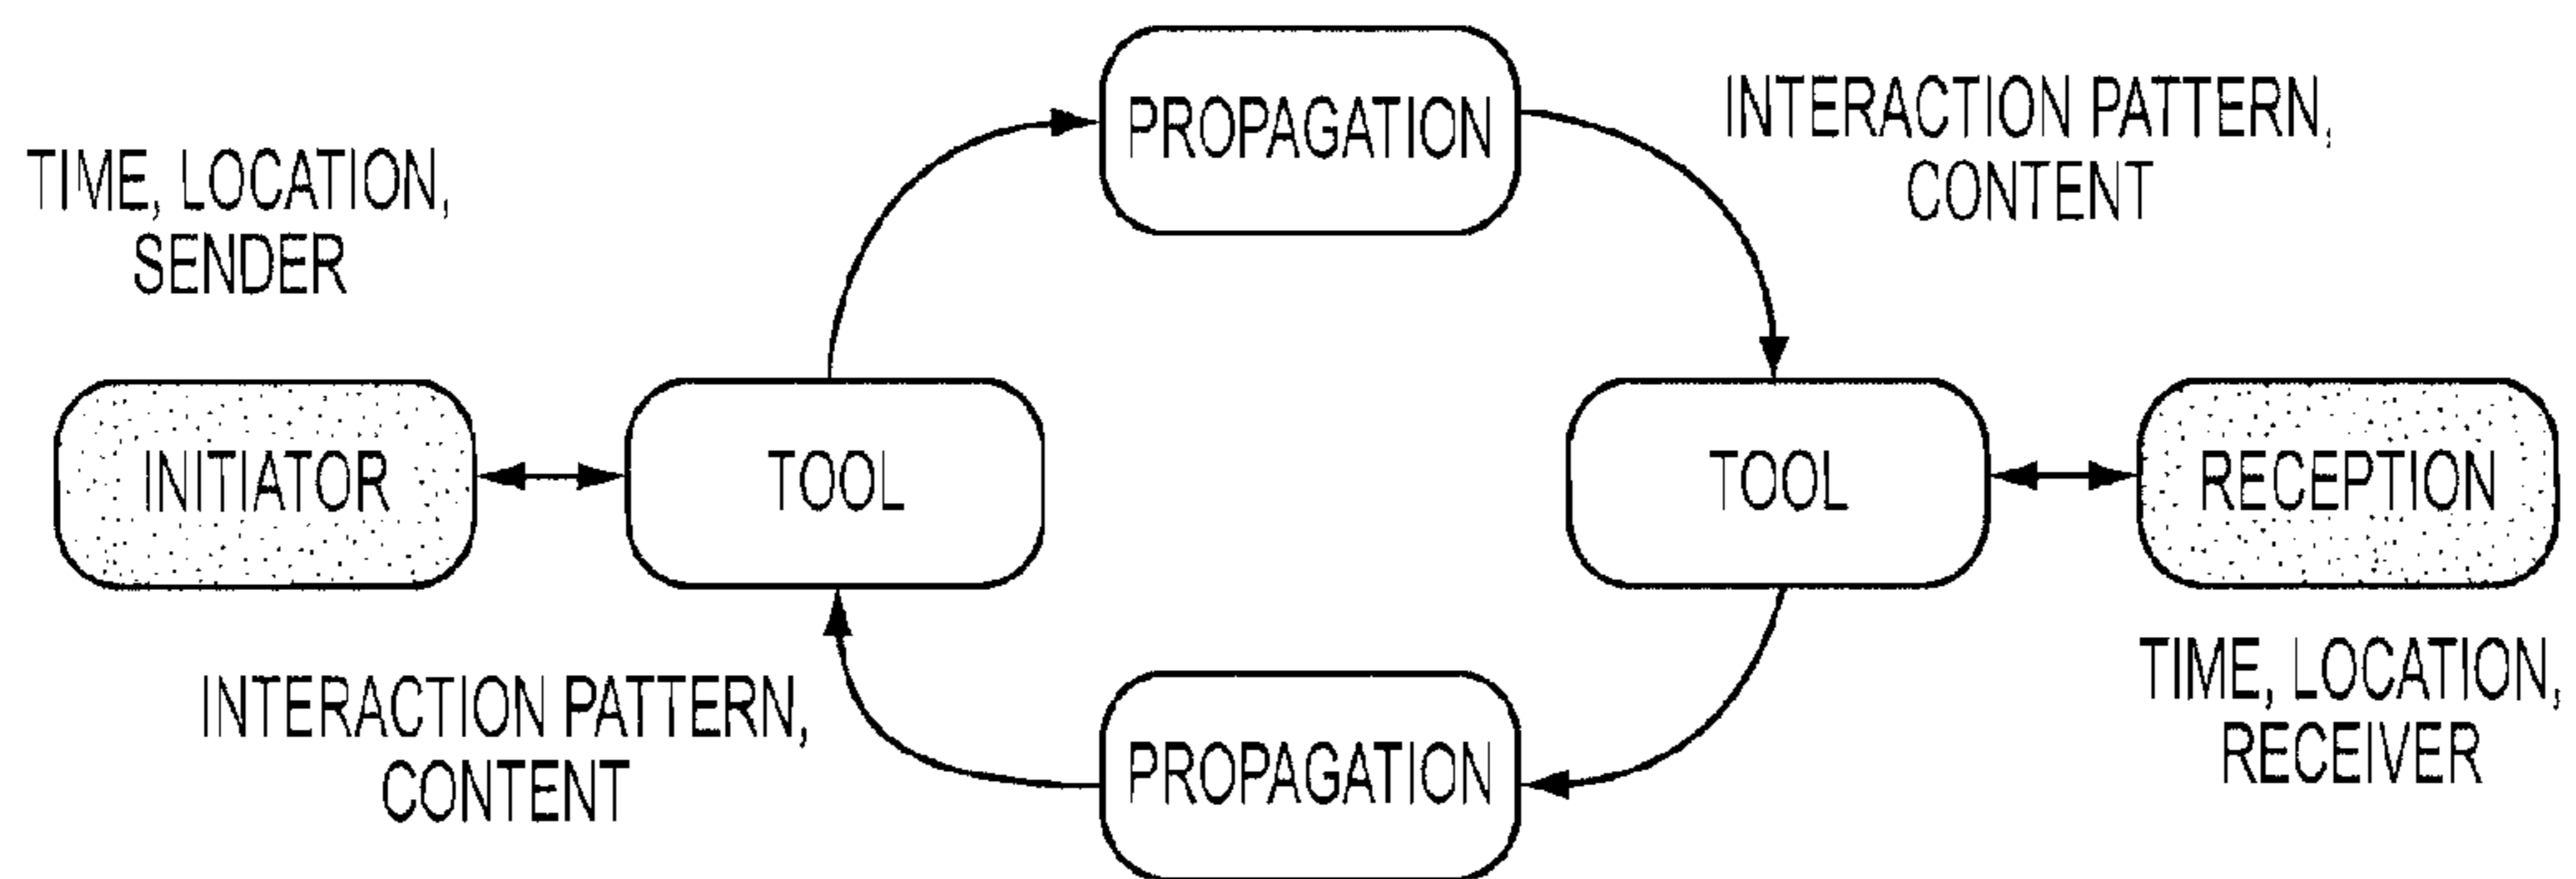 PROPAGATION
INTERACTION PATTERN,
CONTENT
TIME, LOCATION,
SENDER
INITIATOR
TOOL
TOOL
RECEPTION
INTERACTION PATTERN,
CONTENT
PROPAGATION
TIME, LOCATION,
RECEIVER